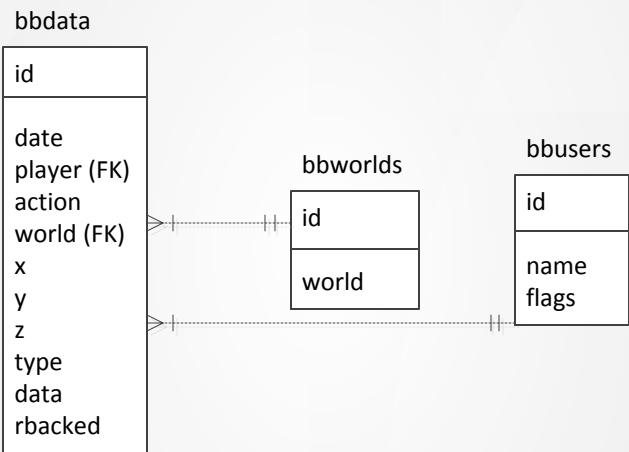 bbdata
id
date
player (FK)
action
world (FK)
x
y
z
type
data
rbacked
bbworlds
id
world
bbusers
id
name
flags